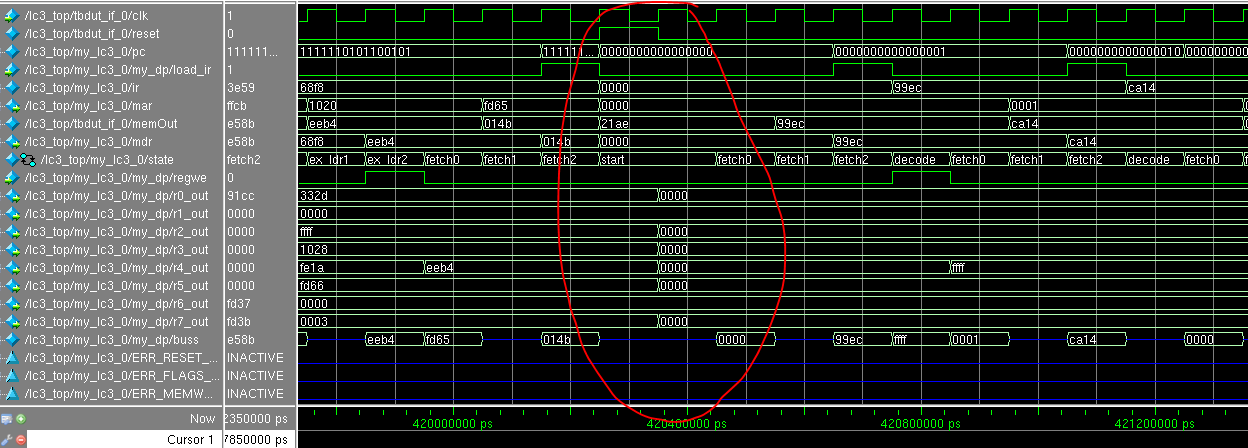 /lc3_top/tbdut_if_0/clk 1
/lc3_top/tbdut_if_0/reset 0
/lc3_top/my_lc3_0/pc 111111... 1111110101100101 111111/... 0000000000000000 0000000000000001 0000000000000010 000000000
/lc3_top/my_lc3_0/my_dp/load_ir 1
/lc3_top/my_lc3_0/ir 3e59 68f8 0000 99ec ca14
/lc3_top/my_lc3_0/mar ffcb 1020 fd65 0000 0001
/lc3_top/tbdut_if_0/memOut e58b eeb4 014b 21ae 99ec ca14
/lc3_top/my_lc3_0/mdr e58b 68f8 eeb4 014b 0000 99ec ca14
/lc3_top/my_lc3_0/state fetch2 ex_ldr1 ex_ldr2 fetch0 fetch1 fetch2 start fetch0 fetch1 fetch2 decode fetch0 fetch1 fetch2 decode fetch0
/lc3_top/my_lc3_0/my_dp/regwe 0
/lc3_top/my_lc3_0/my_dp/r0_out 91cc 332d 0000
/lc3_top/my_lc3_0/my_dp/r1_out 0000 0000
/lc3_top/my_lc3_0/my_dp/r2_out 0000 ffff 0000
/lc3_top/my_lc3_0/my_dp/r3_out 0000 1028 0000
/lc3_top/my_lc3_0/my_dp/r4_out 0000 fe1a eeb4 0000 ffff
/lc3_top/my_lc3_0/my_dp/r5_out 0000 fd66 0000
/lc3_top/my_lc3_0/my_dp/r6_out fd37 0000
/lc3_top/my_lc3_0/my_dp/r7_out fd3b 0003 0000
/lc3_top/my_lc3_0/my_dp/buss e58b eeb4 fd65 014b 0000 99ec ffff 0001 ca14 0000
/lc3_top/my_lc3_0/ERR_RESET_... INACTIVE
/lc3_top/my_lc3_0/ERR_FLAGS_... INACTIVE
/lc3_top/my_lc3_0/ERR_MEMW... INACTIVE
Now 2350000 ps 420000000 ps 420400000 ps 420800000 ps 421200000 ps
Cursor 1 7850000 ps